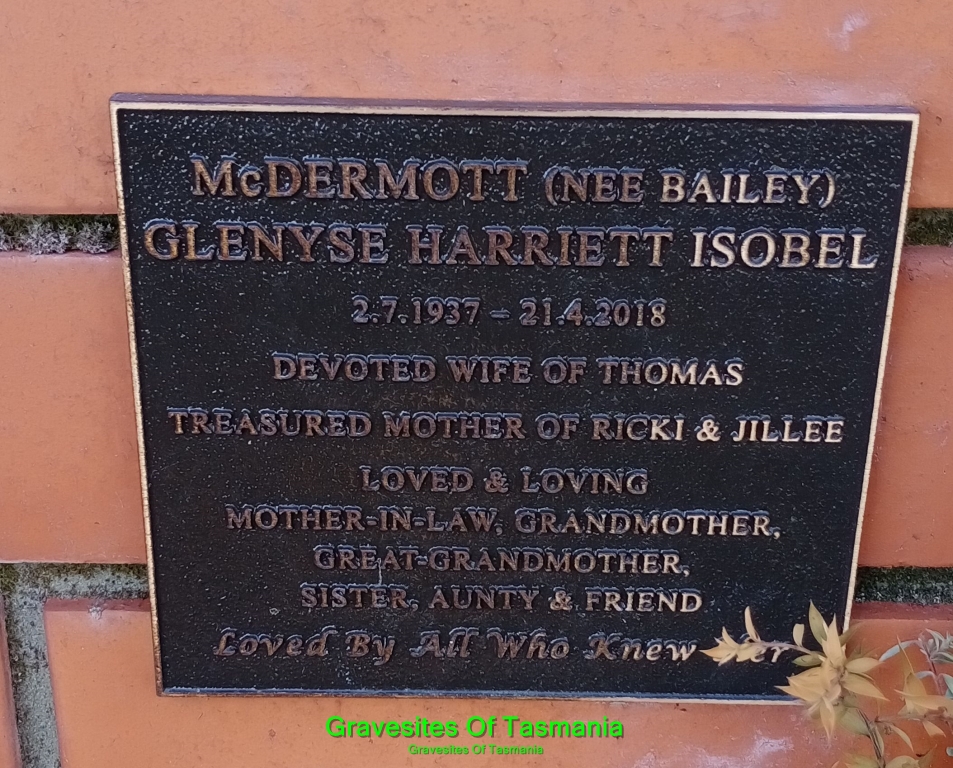 McDERMOTT (NEE BAILEY)
GLENYSE HARRIETT ISOBEL
2.7.1937 – 21.4.2018
DEVOTED WIFE OF THOMAS
TREASURED MOTHER OF RICKI & JILLEE
LOVED & LOVING
MOTHER-IN-LAW, GRANDMOTHER,
GREAT-GRANDMOTHER,
SISTER, AUNTY & FRIEND
Loved By All Who Knew Her
Gravesites Of Tasmania
Gravesites Of Tasmania